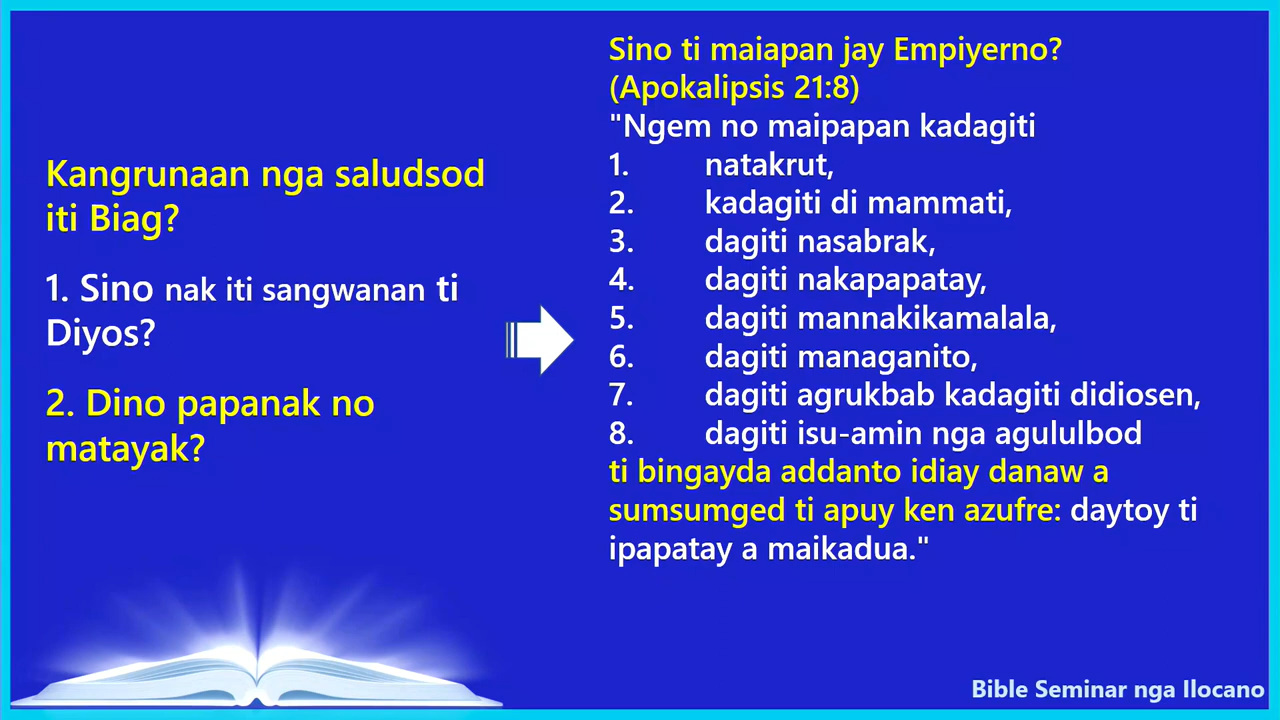 Kangrunaan nga saludsod
iti Biag?
1. Sino nak iti sangwanan ti
Diyos?
2. Dino papanak no
matayak?
Sino ti maiapan jay Empiyerno?
(Apokalipsis 21:8)
"Ngem no maipapan kadagiti
1. natakrut,
2. kadagiti di mammati,
3. dagiti nasabrak,
4. dagiti nakapapatay,
5. dagiti mannakikamalala,
6. dagiti managanito,
7. dagiti agrukbab kadagiti didiosen,
8. dagiti isu-amin nga agululbod
ti bingayda addanto idiay danaw a
sumsumged ti apuy ken azufre: daytoy ti
ipapatay a maikadua."
Bible Seminar nga Ilocano